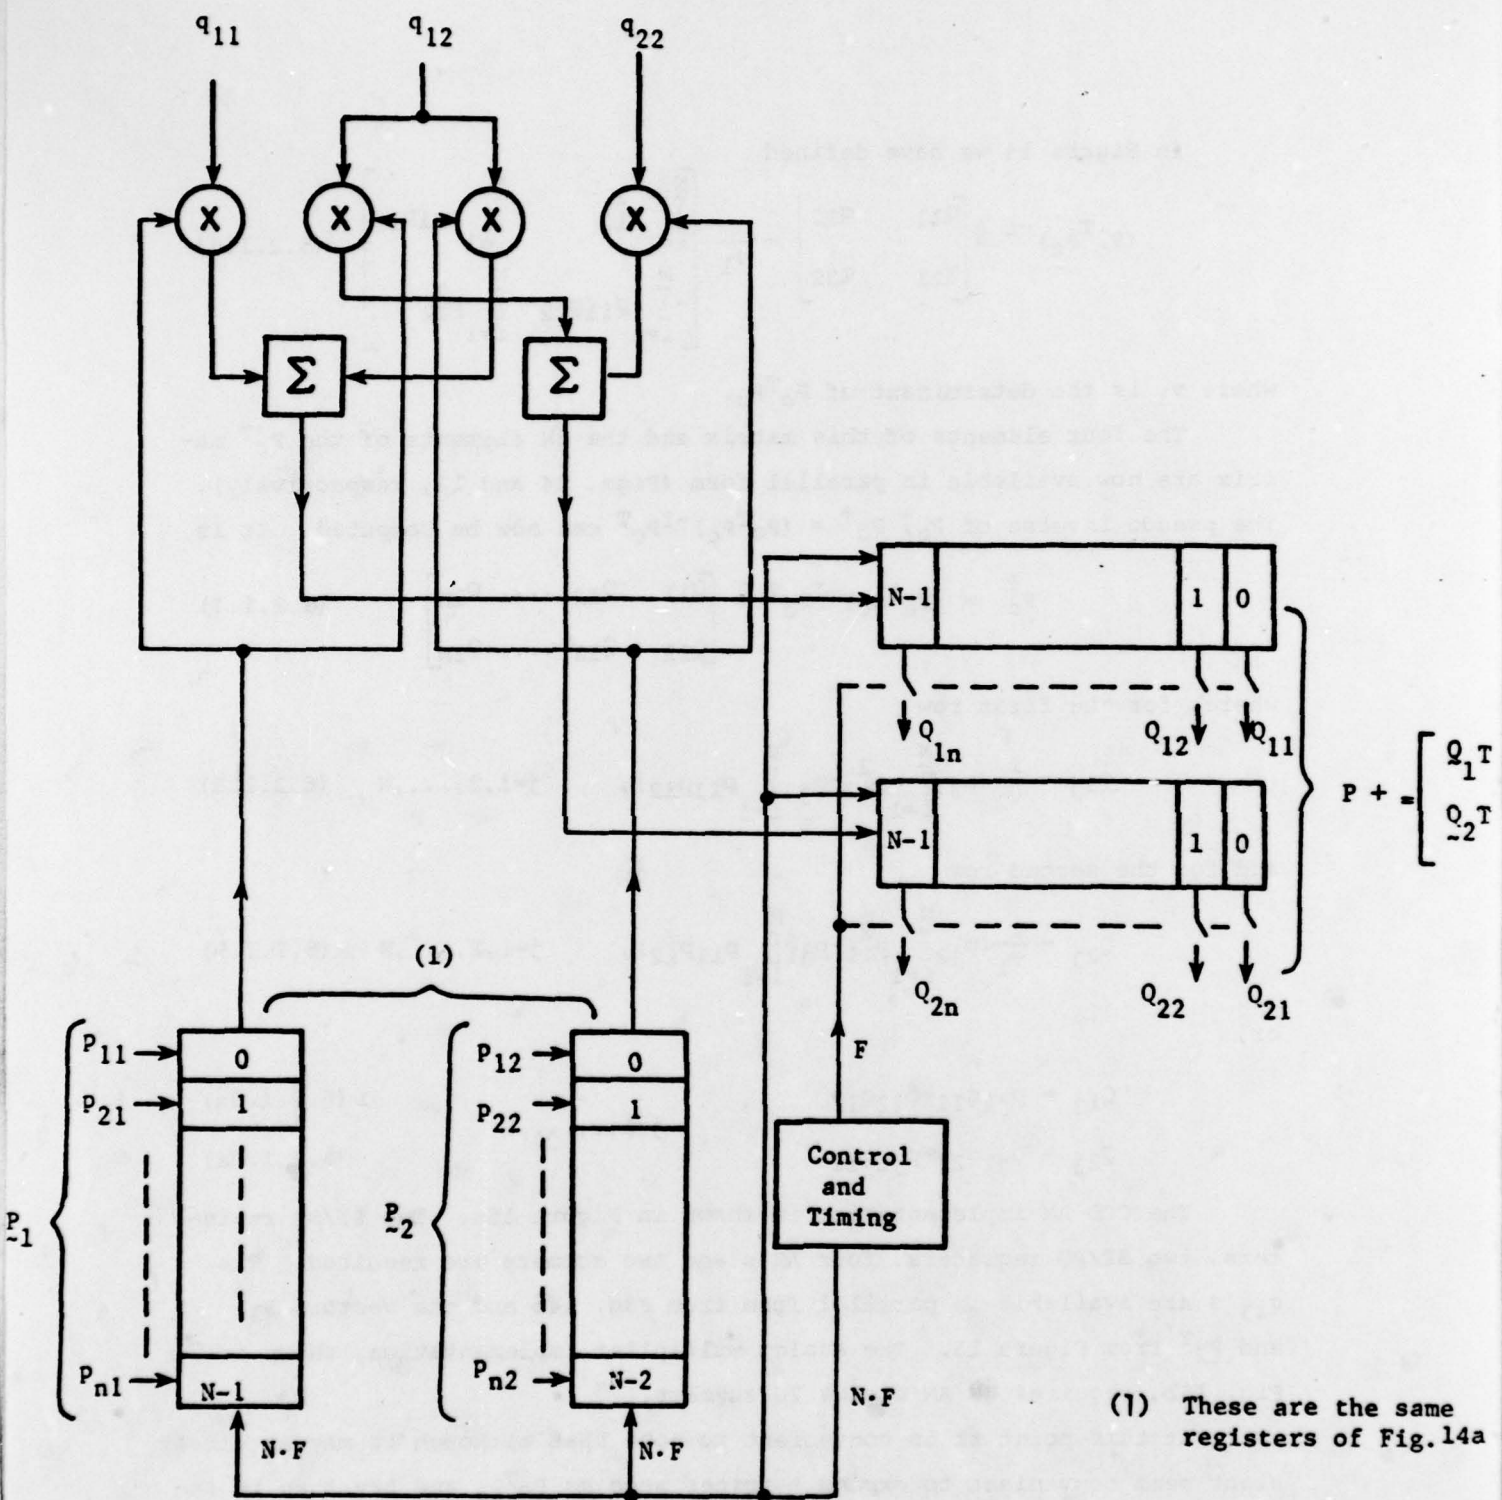 q11 q12 q22
X X X X
Σ Σ
N-1 1 0
Q1n Q12 Q11
N-1 1 0
P + = [ Q1T
Q2T
Q2n Q22 Q21
(1)
F
P11 0 P12 0
P21 1 P22 1
Control
and
Timing
P1 P2
Pn1 N-1 Pn2 N-2
N·F N·F N·F
(1) These are the same
registers of Fig.14a